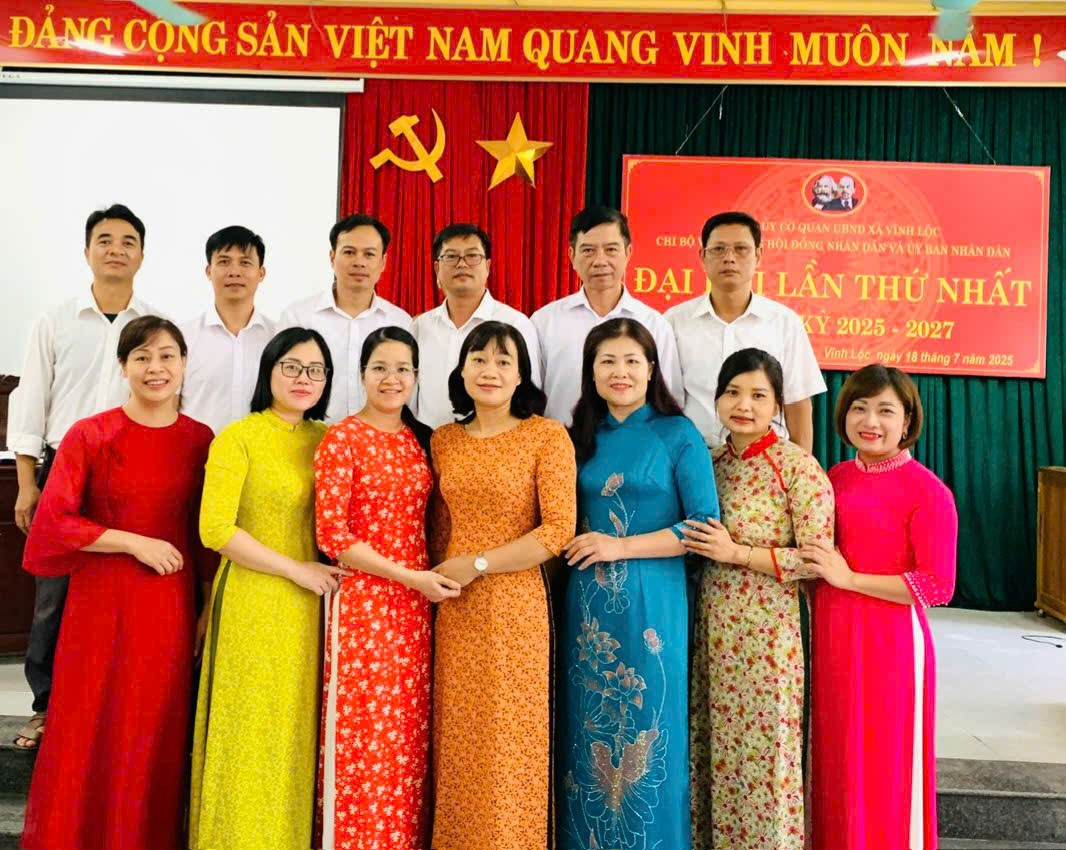 ĐẢNG CỘNG SẢN VIỆT NAM QUANG VINH MUÔN NĂM !
ỦY CƠ QUAN UBND XÃ VĨNH LỘC
CHI BỘ HỘI ĐỒNG NHÂN DÂN VÀ ỦY BAN NHÂN DÂN
ĐẠI LẦN THỨ NHẤT
KỲ 2025 - 2027
Vĩnh Lộc, ngày 18 tháng 7 năm 2025